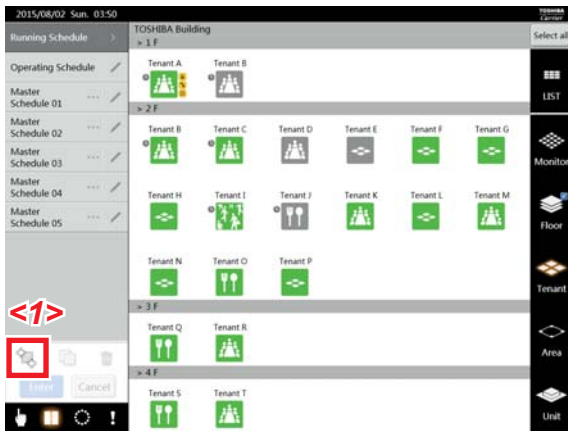 2015/08/02 Sun. 03:50
TOSHIBA
Carrier
Running Schedule >
TOSHIBA Building
> 1 F
Select all
Operating Schedule
Master
Schedule 01
Master
Schedule 02
Master
Schedule 03
Master
Schedule 04
Master
Schedule 05
Tenant A Tenant B
> 2 F
Tenant B Tenant C Tenant D Tenant E Tenant F Tenant G
Tenant H Tenant I Tenant J Tenant K Tenant L Tenant M
Tenant N Tenant O Tenant P
> 3 F
Tenant Q Tenant R
> 4 F
Tenant S Tenant T
<1>
Enter Cancel
LIST
Monitor
Floor
Tenant
Area
Unit